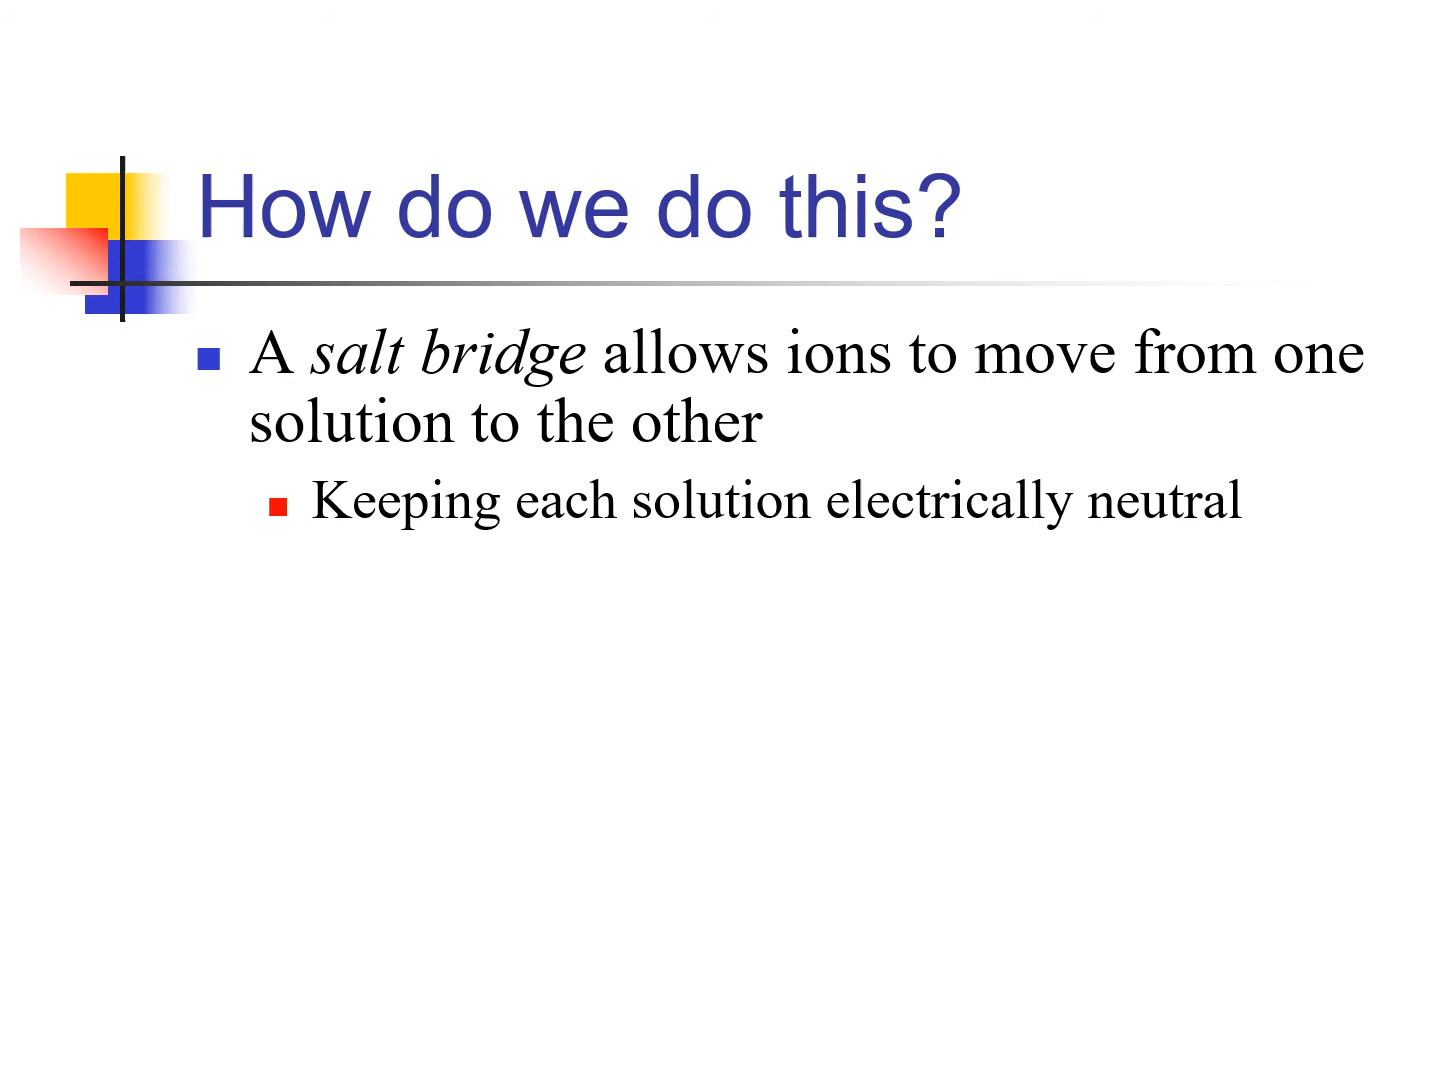 How do we do this?
A salt bridge allows ions to move from one
solution to the other
Keeping each solution electrically neutral